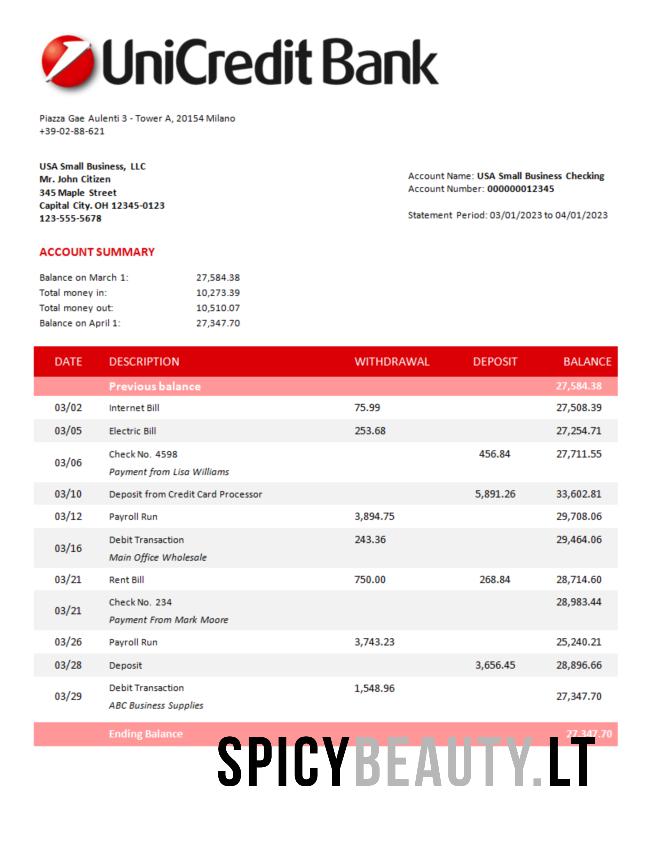 UniCredit Bank
Piazza Gae Aulenti 3 - Tower A, 20154 Milano
+39-02-88-621
USA Small Business, LLC
Mr. John Citizen
345 Maple Street
Capital City. OH 12345-0123
123-555-5678
Account Name: USA Small Business Checking
Account Number: 000000012345
Statement Period: 03/01/2023 to 04/01/2023
ACCOUNT SUMMARY
Balance on March 1: 27,584.38
Total money in: 10,273.39
Total money out: 10,510.07
Balance on April 1: 27,347.70
DATE DESCRIPTION WITHDRAWAL DEPOSIT BALANCE
Previous balance 27,584.38
03/02 Internet Bill 75.99 27,508.39
03/05 Electric Bill 253.68 27,254.71
03/06 Check No. 4598 456.84 27,711.55
Payment from Lisa Williams
03/10 Deposit from Credit Card Processor 5,891.26 33,602.81
03/12 Payroll Run 3,894.75 29,708.06
03/16 Debit Transaction 243.36 29,464.06
Main Office Wholesale
03/21 Rent Bill 750.00 268.84 28,714.60
03/21 Check No. 234 28,983.44
Payment From Mark Moore
03/26 Payroll Run 3,743.23 25,240.21
03/28 Deposit 3,656.45 28,896.66
03/29 Debit Transaction 1,548.96 27,347.70
ABC Business Supplies
Ending Balance 27,347.70
SPICYBEAUTY.LT